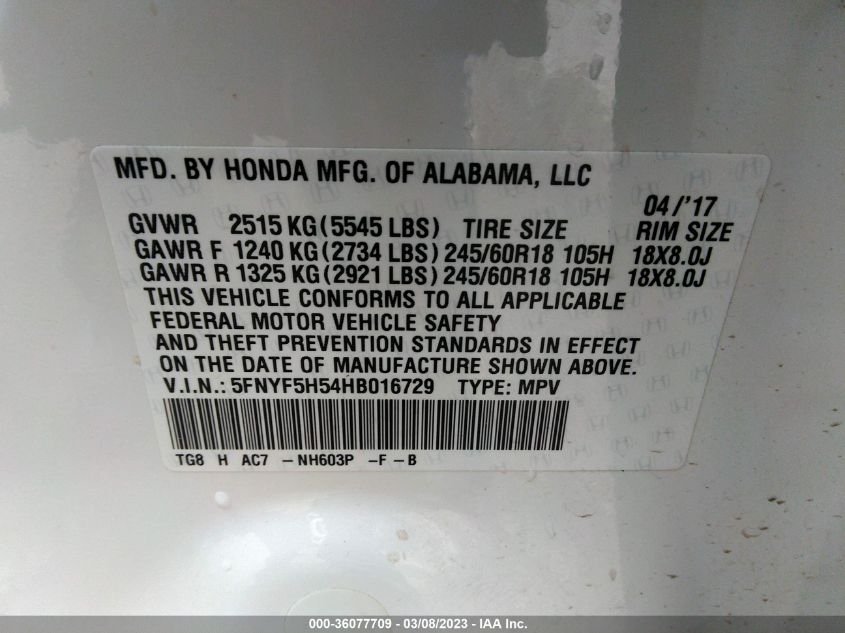 MFD. BY HONDA MFG. OF ALABAMA, LLC
04/'17
GVWR 2515 KG(5545 LBS) TIRE SIZE RIM SIZE
GAWR F 1240 KG(2734 LBS) 245/60R18 105H 18X8.0J
GAWR R 1325 KG(2921 LBS) 245/60R18 105H 18X8.0J
THIS VEHICLE CONFORMS TO ALL APPLICABLE
FEDERAL MOTOR VEHICLE SAFETY
AND THEFT PREVENTION STANDARDS IN EFFECT
ON THE DATE OF MANUFACTURE SHOWN ABOVE.
V.I.N.: 5FNYF5H54HB016729 TYPE: MPV
TG8 H AC7 -NH603P -F -B
000-36077709 - 03/08/2023 - IAA Inc.